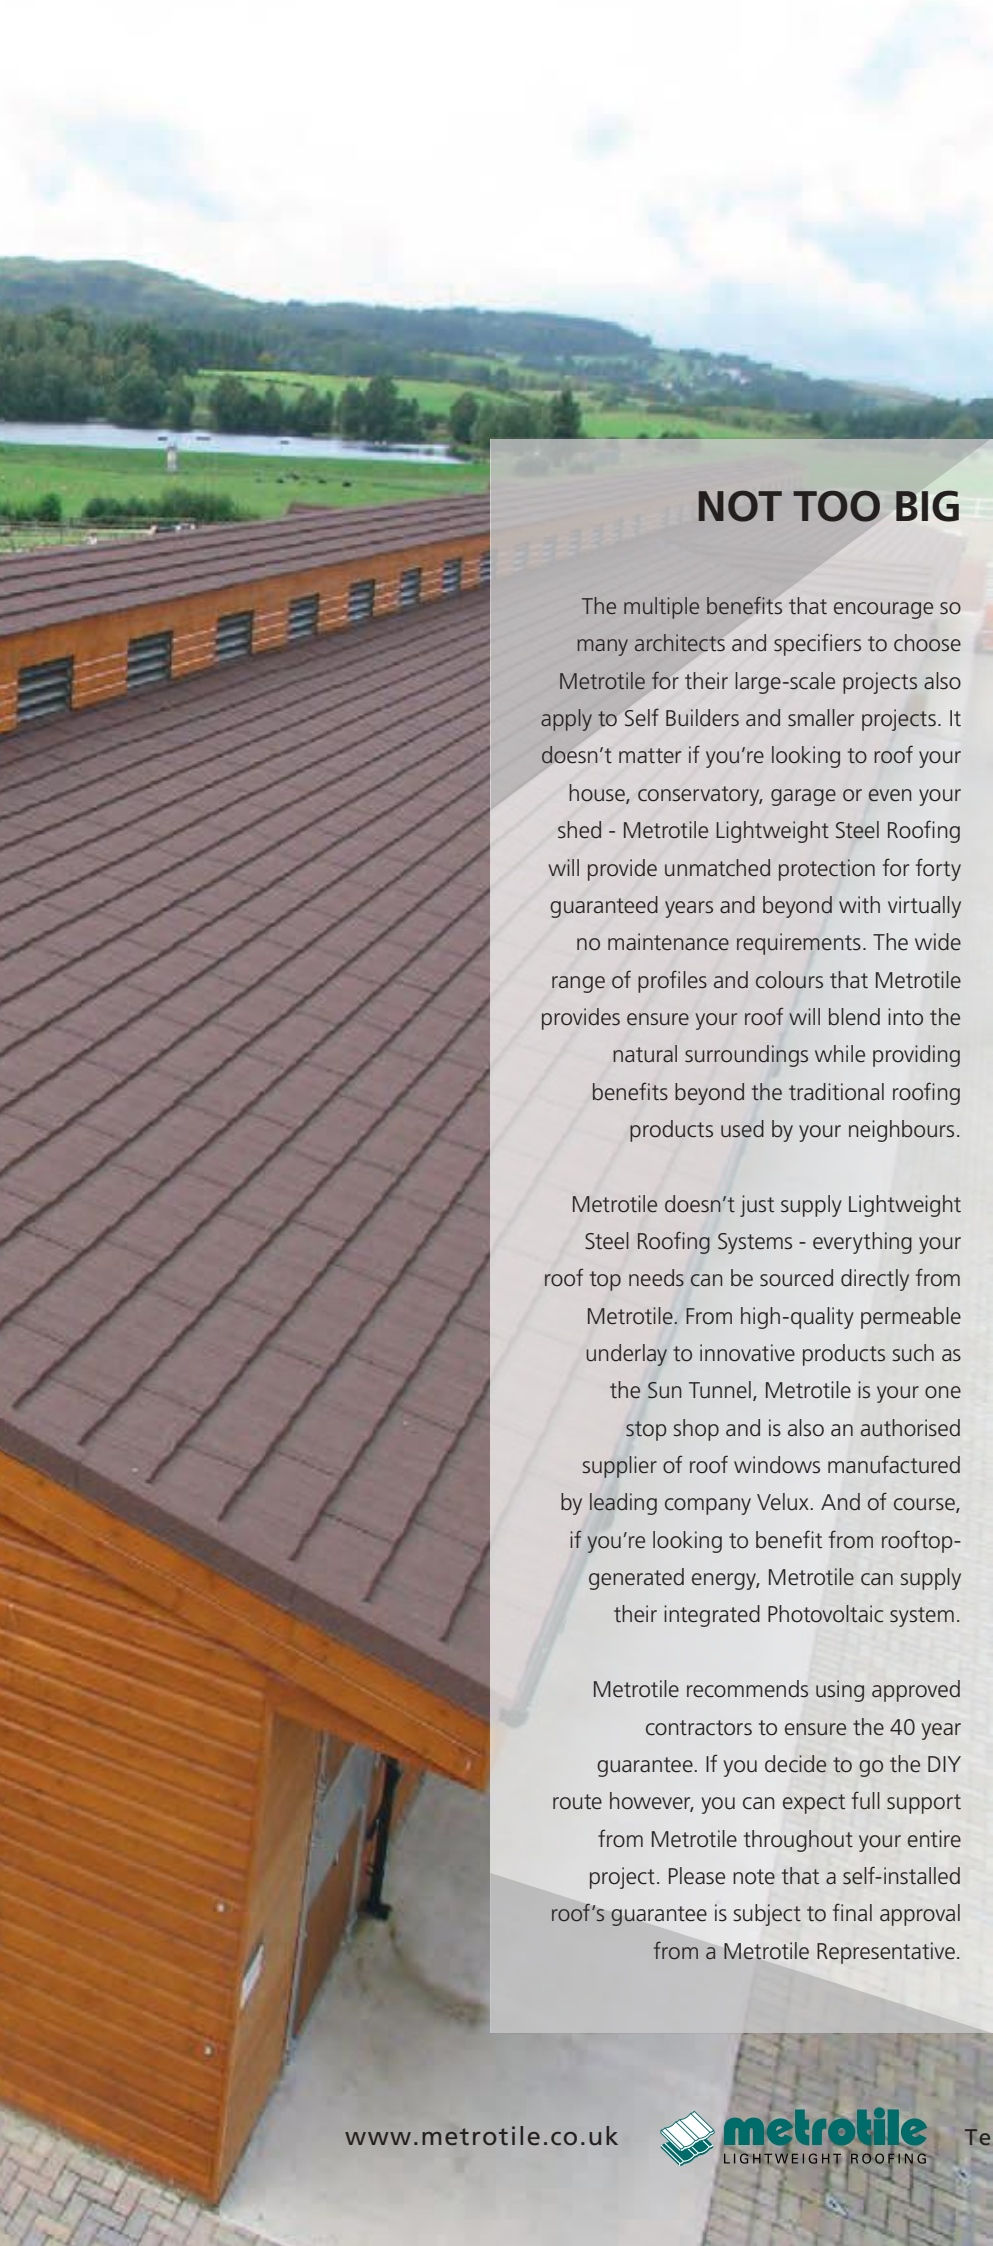 NOT TOO BIG
The multiple benefits that encourage so
many architects and specifiers to choose
Metrotile for their large-scale projects also
apply to Self Builders and smaller projects. It
doesn’t matter if you’re looking to roof your
house, conservatory, garage or even your
shed - Metrotile Lightweight Steel Roofing
will provide unmatched protection for forty
guaranteed years and beyond with virtually
no maintenance requirements. The wide
range of profiles and colours that Metrotile
provides ensure your roof will blend into the
natural surroundings while providing
benefits beyond the traditional roofing
products used by your neighbours.
Metrotile doesn’t just supply Lightweight
Steel Roofing Systems - everything your
roof top needs can be sourced directly from
Metrotile. From high-quality permeable
underlay to innovative products such as
the Sun Tunnel, Metrotile is your one
stop shop and is also an authorised
supplier of roof windows manufactured
by leading company Velux. And of course,
if you’re looking to benefit from rooftop-
generated energy, Metrotile can supply
their integrated Photovoltaic system.
Metrotile recommends using approved
contractors to ensure the 40 year
guarantee. If you decide to go the DIY
route however, you can expect full support
from Metrotile throughout your entire
project. Please note that a self-installed
roof’s guarantee is subject to final approval
from a Metrotile Representative.
www.metrotile.co.uk
metrotile
LIGHTWEIGHT ROOFING
Te